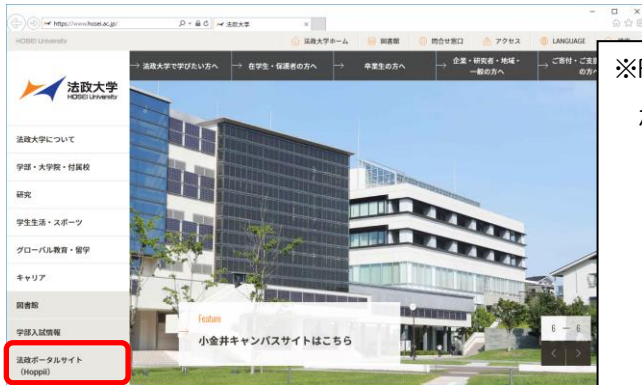 https://www.hosei.ac.jp/
法政大学
HOSEI University
法政大学ホーム
図書館
問合せ窓口
アクセス
LANGUAGE
→ 法政大学で学びたい方へ
→ 在学生・保護者の方へ
→ 卒業生の方へ
→ 企業・研究者・地域・
一般の方へ
→ ご寄付・ご支
の方へ
※
法政大学
HOSEI University
法政大学について
学部・大学院・付属校
研究
学生生活・スポーツ
グローバル教育・留学
キャリア
図書館
学部入試情報
法政ポータルサイト
(Hoppii)
Feature
小金井キャンパスサイトはこちら
6 — 6